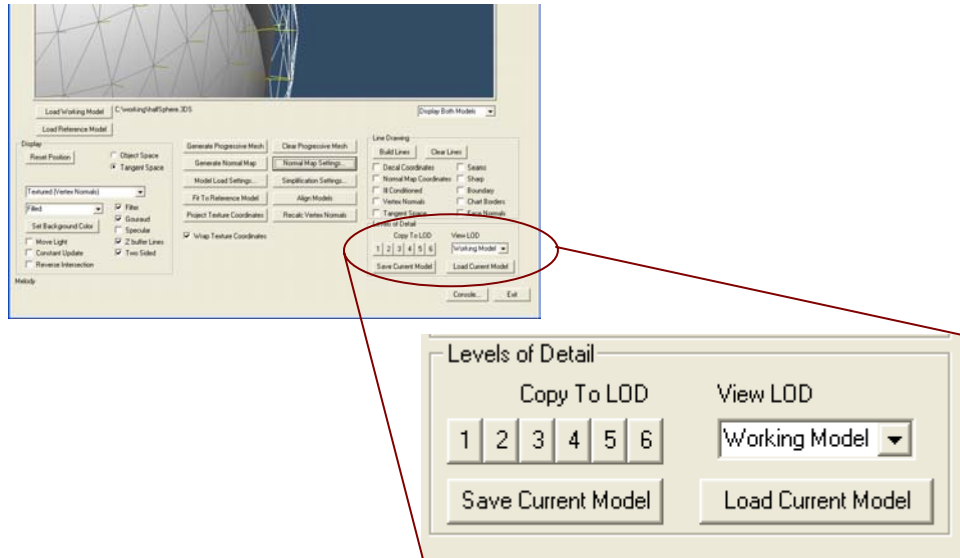 Load Working Model C:\working\halfSphere.3DS Display Both Models
Load Reference Model
Display
Reset Position Object Space
Tangent Space
Textured (Vertex Normals)
Filled Filter
Gouraud
Set Background Color Specular
Move Light Z buffer Lines
Constant Update Two Sided
Reverse Intersection
Melody
Generate Progressive Mesh Clear Progressive Mesh
Generate Normal Map Normal Map Settings...
Model Load Settings... Simplification Settings...
Fit To Reference Model Align Models
Project Texture Coordinates Recalc Vertex Normals
Wrap Texture Coordinates
Line Drawing
Build Lines Clear Lines
Decal Coordinates Seams
Normal Map Coordinates Sharp
Ill Conditioned Boundary
Vertex Normals Chart Borders
Tangent Space Face Normals
Levels of Detail
Copy To LOD View LOD
1 2 3 4 5 6 Working Model
Save Current Model Load Current Model
Console... Exit
Levels of Detail
Copy To LOD View LOD
1 2 3 4 5 6 Working Model
Save Current Model Load Current Model